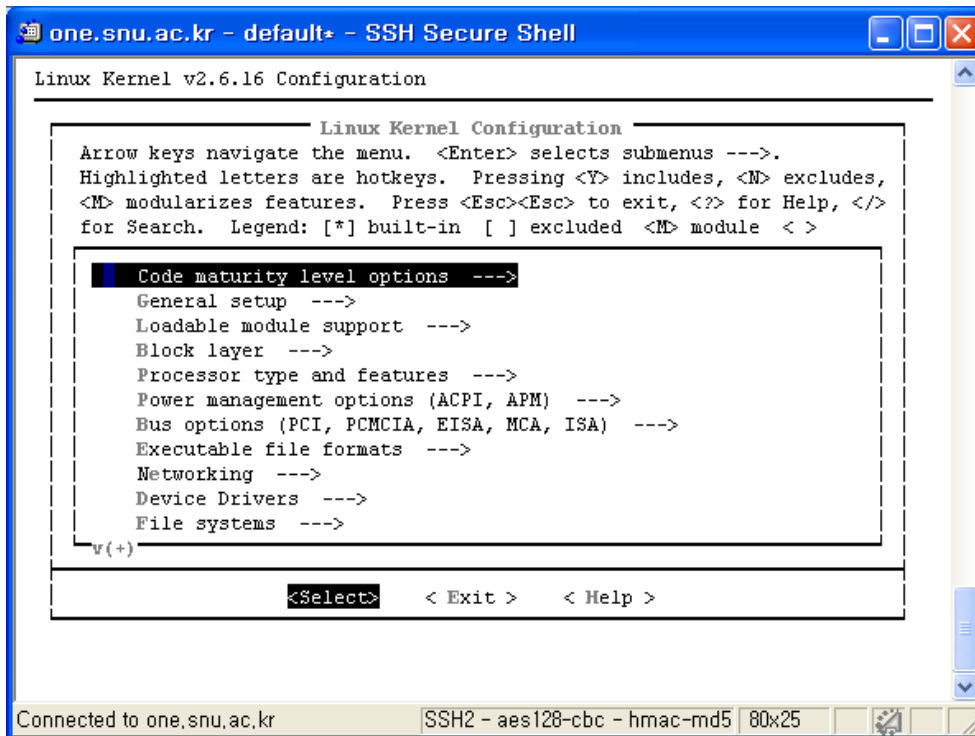 one.snu.ac.kr - default* - SSH Secure Shell
Linux Kernel v2.6.16 Configuration
Linux Kernel Configuration
Arrow keys navigate the menu.  <Enter> selects submenus --->.
Highlighted letters are hotkeys.  Pressing <Y> includes, <N> excludes,
<M> modularizes features.  Press <Esc><Esc> to exit, <?> for Help, </>
for Search.  Legend: [*] built-in  [ ] excluded  <M> module  < >
Code maturity level options  --->
General setup  --->
Loadable module support  --->
Block layer  --->
Processor type and features  --->
Power management options (ACPI, APM)  --->
Bus options (PCI, PCMCIA, EISA, MCA, ISA)  --->
Executable file formats  --->
Networking  --->
Device Drivers  --->
File systems  --->
v(+)
<Select>    < Exit >    < Help >
Connected to one.snu.ac.kr    SSH2 - aes128-cbc - hmac-md5    80x25